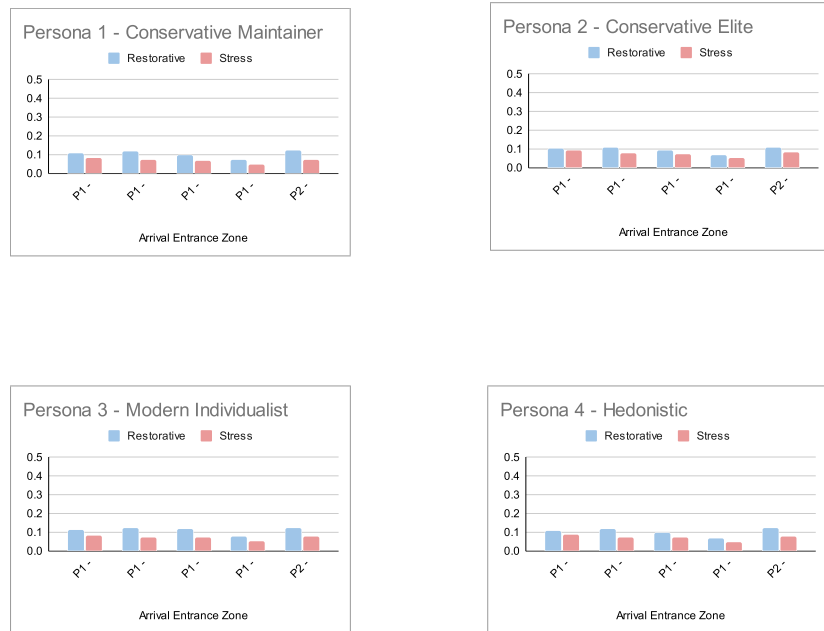 Persona 1 - Conservative Maintainer
Restorative Stress
0.5
0.4
0.3
0.2
0.1
0.0
P1 - P1 - P1 - P1 - P2 -
Arrival Entrance Zone
Persona 2 - Conservative Elite
Restorative Stress
0.5
0.4
0.3
0.2
0.1
0.0
P1 - P1 - P1 - P1 - P2 -
Arrival Entrance Zone
Persona 3 - Modern Individualist
Restorative Stress
0.5
0.4
0.3
0.2
0.1
0.0
P1 - P1 - P1 - P1 - P2 -
Arrival Entrance Zone
Persona 4 - Hedonistic
Restorative Stress
0.5
0.4
0.3
0.2
0.1
0.0
P1 - P1 - P1 - P1 - P2 -
Arrival Entrance Zone